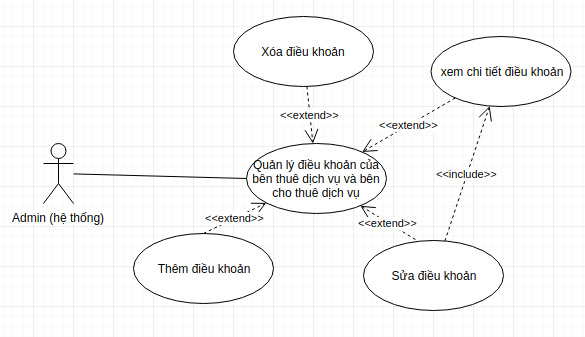 Xóa điều khoản
xem chi tiết điều khoản
<<extend>>
<<extend>>
Quản lý điều khoản của
bên thuê dịch vụ và bên
cho thuê dịch vụ
<<include>>
Admin (hệ thống)
<<extend>>
<<extend>>
Thêm điều khoản
Sửa điều khoản